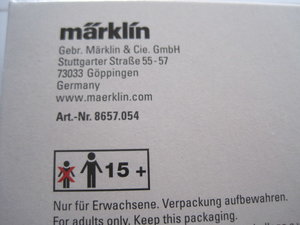 märklin
Gebr. Märklin & Cie. GmbH
Stuttgarter Straße 55 - 57
73033 Göppingen
Germany
www.maerklin.com
Art.-Nr. 8657.054
15 +
Nur für Erwachsene. Verpackung aufbewahren.
For adults only. Keep this packaging.